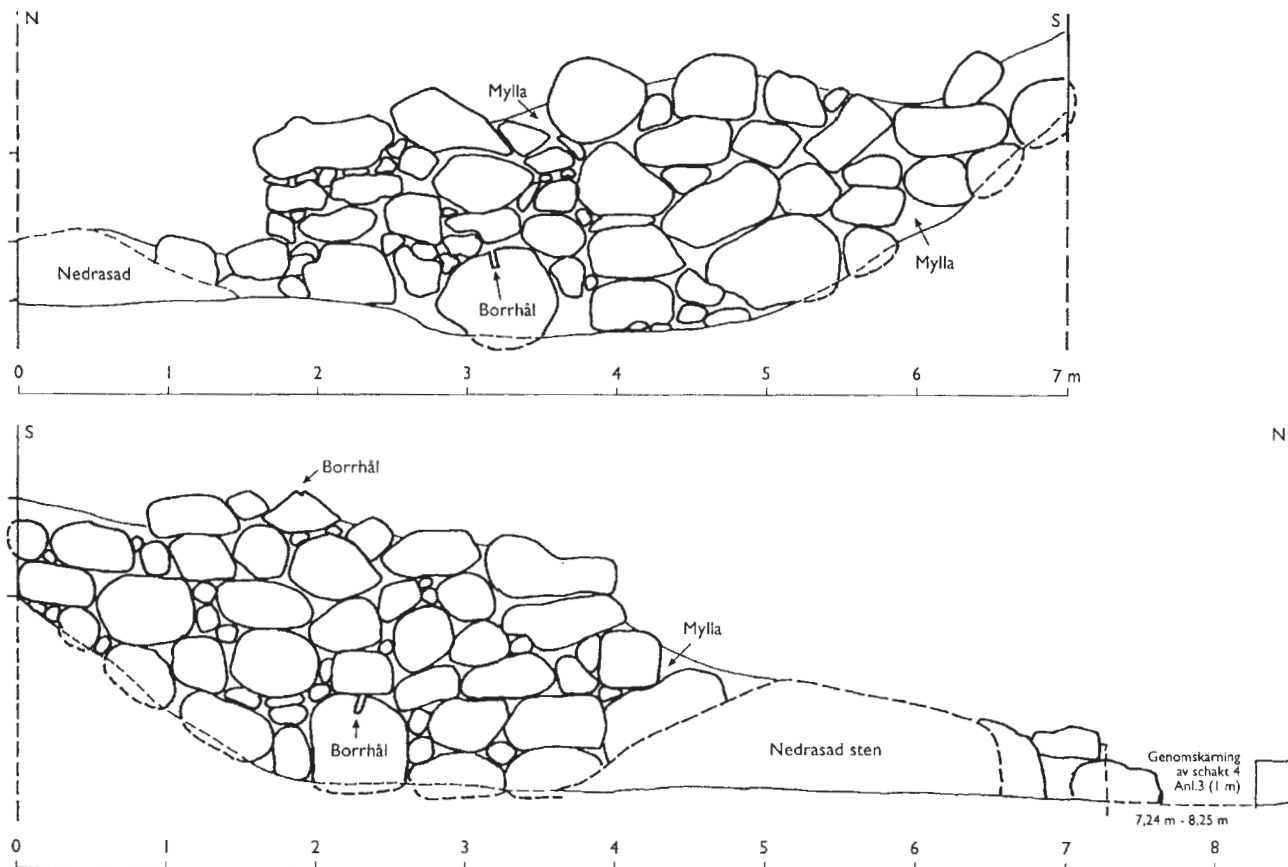 N
S
Mylla
Nedrasad
Borrhål
Mylla
0 1 2 3 4 5 6 7 m
S
N
Borrhål
Mylla
Borrhål
Nedrasad sten
Genomskärning
av schakt 4
Anl.3 (1 m)
7,24 m - 8,25 m
0 1 2 3 4 5 6 7 8